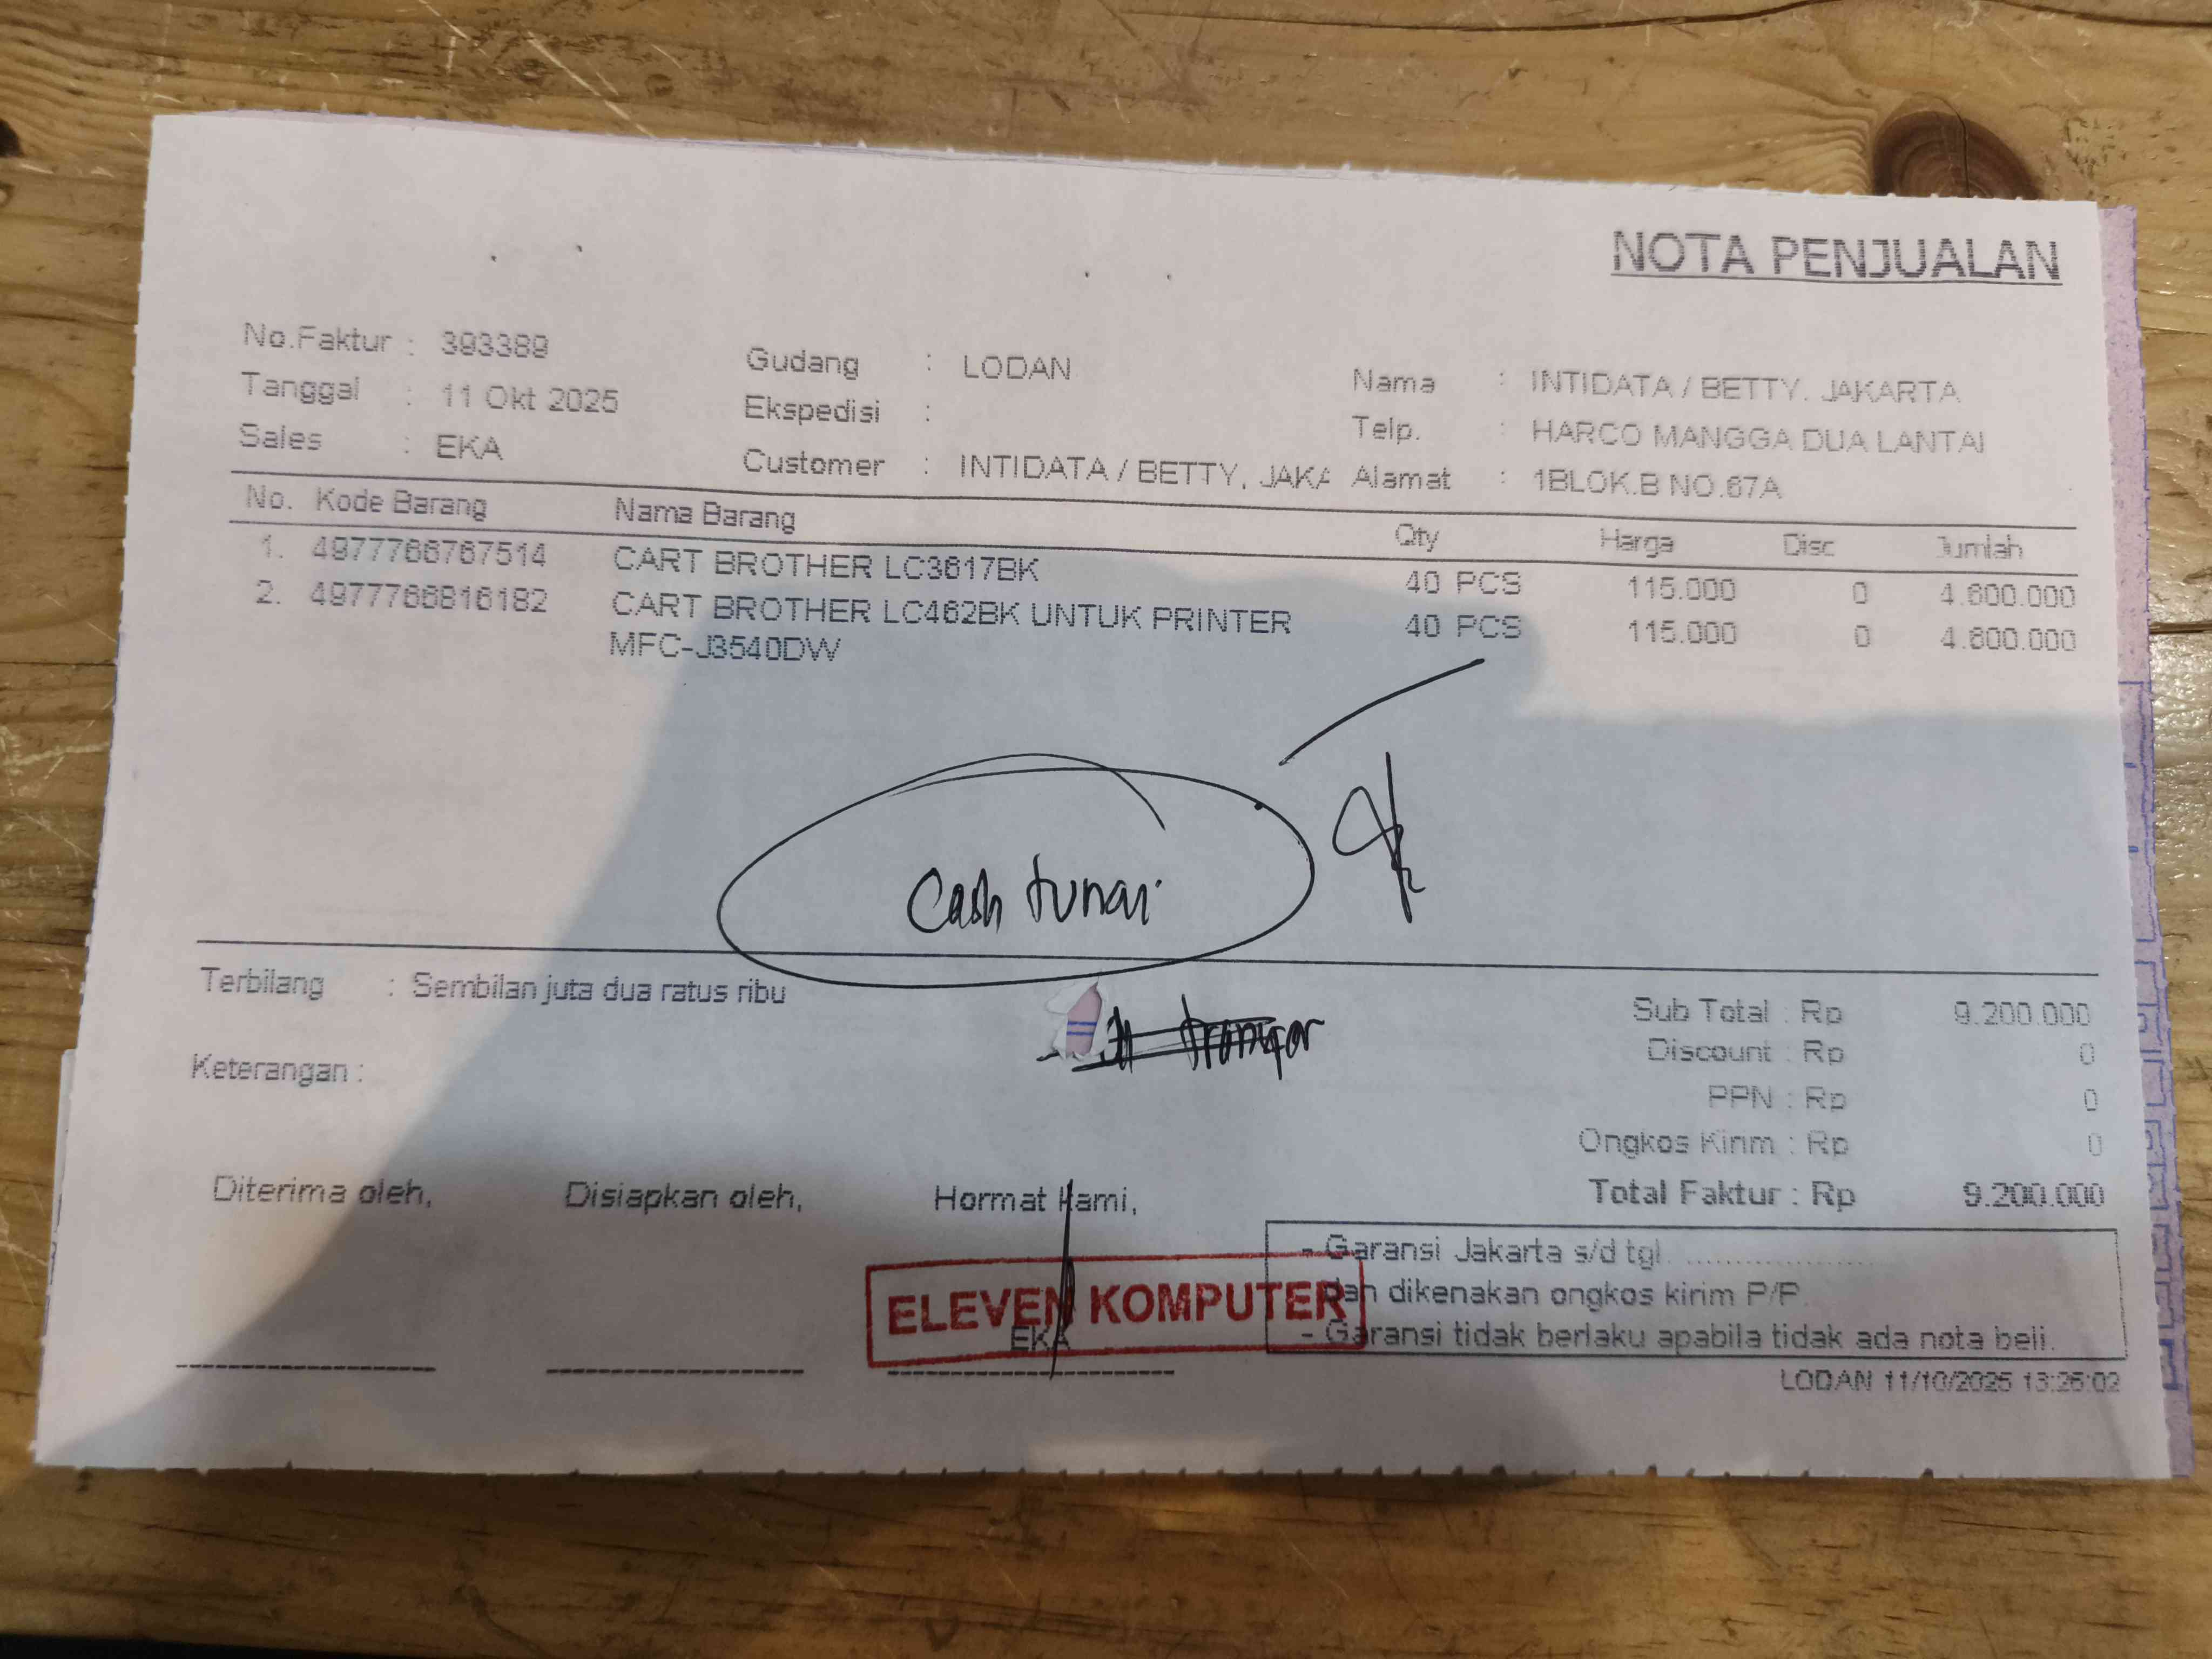 NOTA PENJUALAN
No.Faktur : 393389
Tanggal : 11 Okt 2025
Sales : EKA
Gudang : LODAN
Ekspedisi :
Customer : INTIDATA / BETTY, JAKA
Nama : INTIDATA / BETTY. JAKARTA
Telp. : HARCO MANGGA DUA LANTAI
Alamat : 1BLOK.B NO.67A
No. Kode Barang Nama Barang Qty Harga Disc Jumlah
1. 4977766767514 CART BROTHER LC3617BK 40 PCS 115.000 0 4.600.000
2. 4977766816182 CART BROTHER LC462BK UNTUK PRINTER 40 PCS 115.000 0 4.600.000
MFC-J3540DW
Cash tunai
Terbilang : Sembilan juta dua ratus ribu
transfer
Keterangan :
Sub Total : Rp 9.200.000
Discount : Rp 0
PPN : Rp 0
Ongkos Kirim : Rp 0
Total Faktur : Rp 9.200.000
Diterima oleh, Disiapkan oleh, Hormat kami,
ELEVEN KOMPUTER
EKA
- Garansi Jakarta s/d tgl. ....................
dan dikenakan ongkos kirim P/P.
- Garansi tidak berlaku apabila tidak ada nota beli.
LODAN 11/10/2025 13:26:02